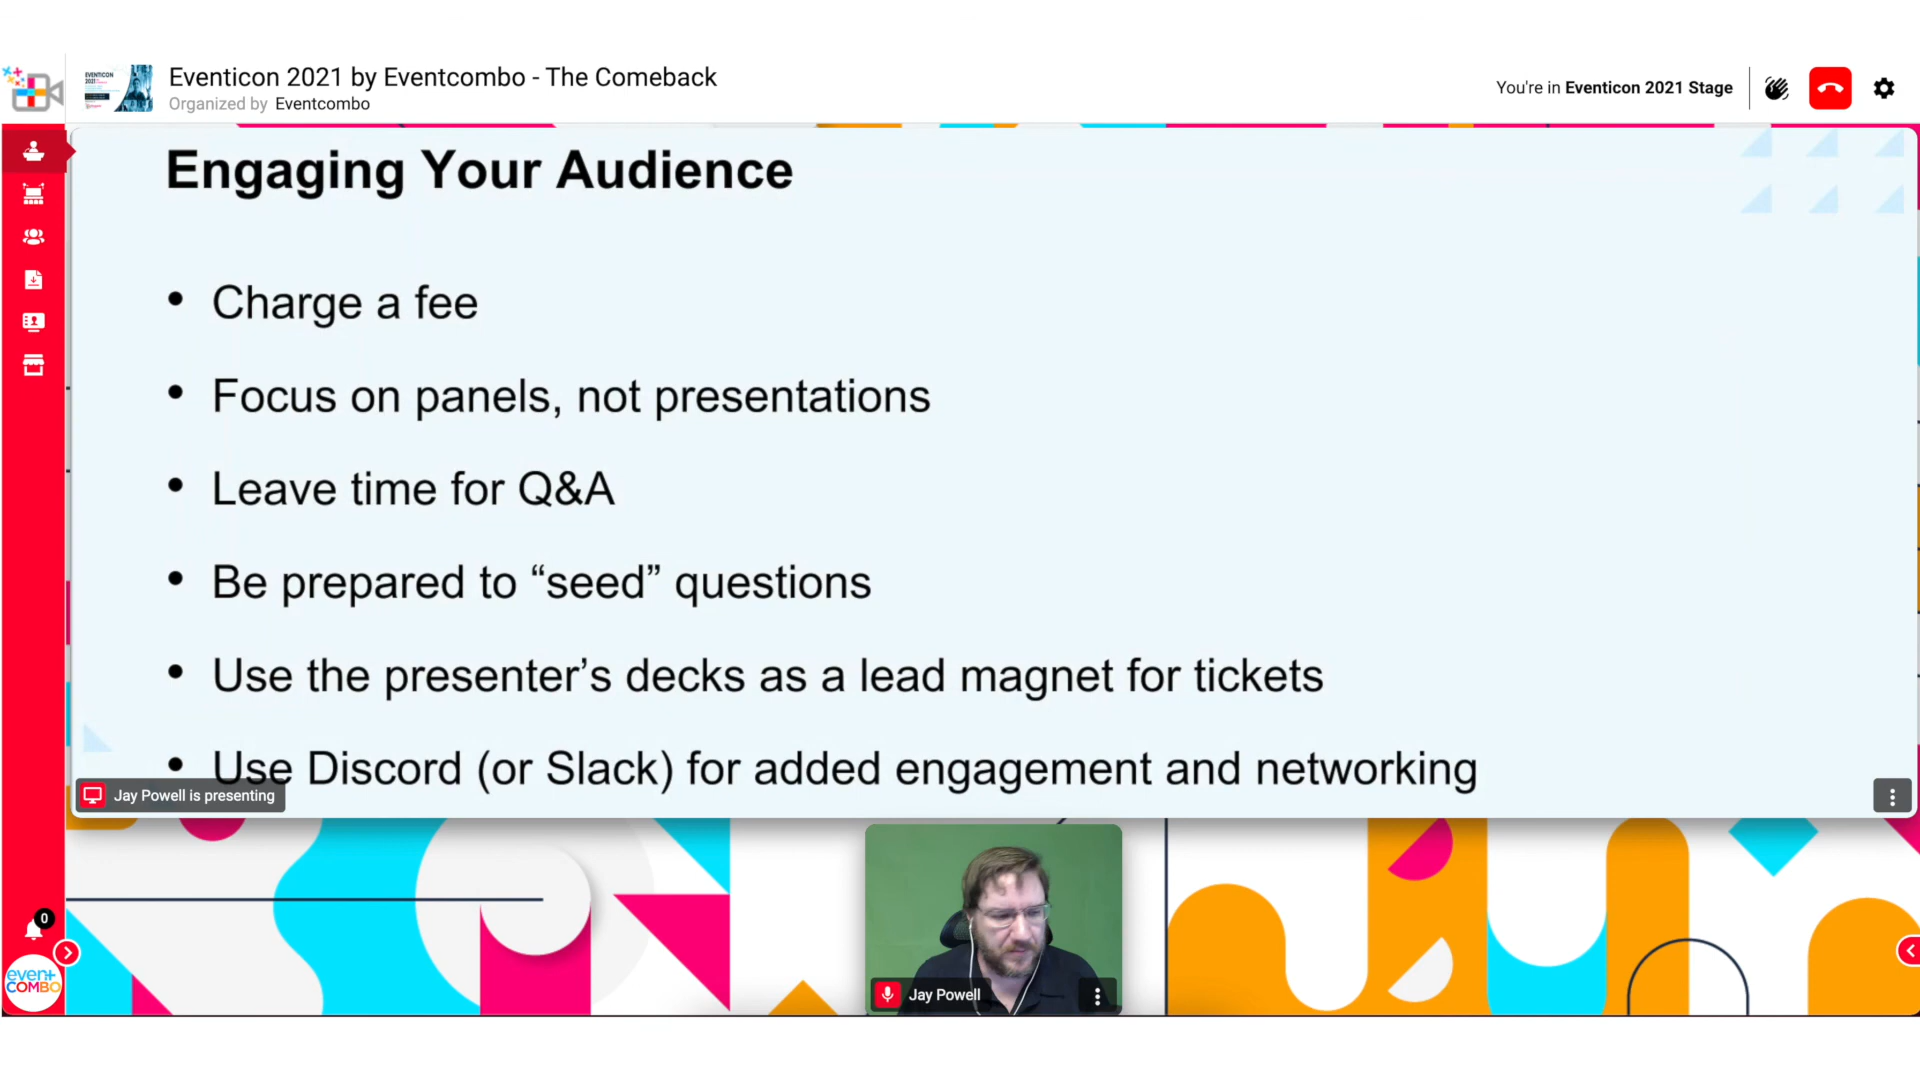 Eventicon 2021 by Eventcombo - The Comeback
Organized by Eventcombo
EVENTICON
2021
You're in Eventicon 2021 Stage
Engaging Your Audience
• Charge a fee
• Focus on panels, not presentations
• Leave time for Q&A
• Be prepared to “seed” questions
• Use the presenter’s decks as a lead magnet for tickets
• Use Discord (or Slack) for added engagement and networking
Jay Powell is presenting
0
event
COMBO
Jay Powell